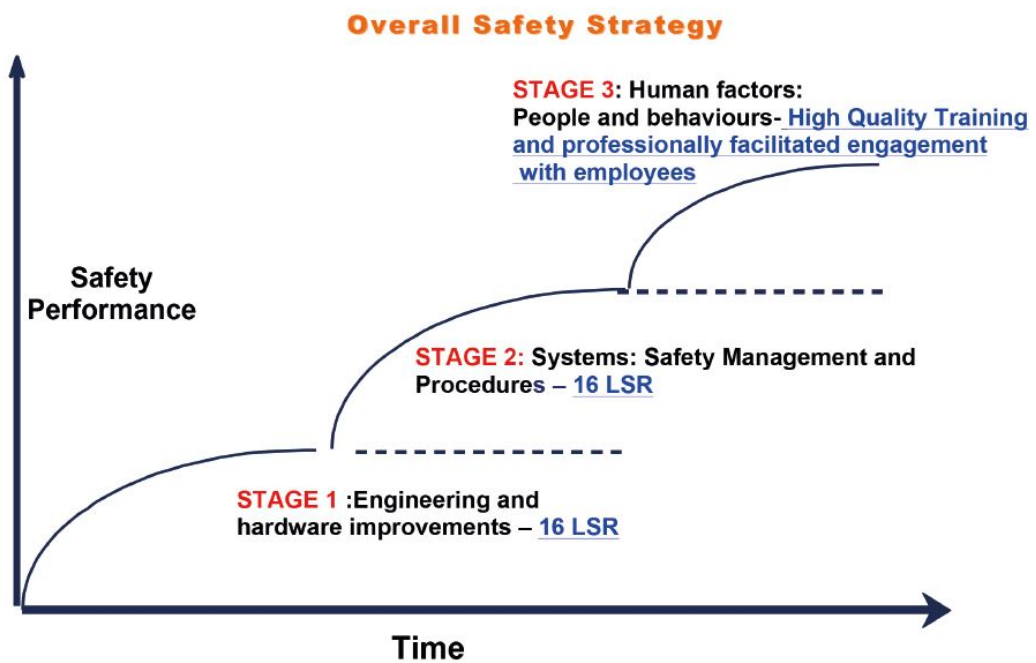 Overall Safety Strategy
STAGE 3: Human factors:
People and behaviours- High Quality Training
and professionally facilitated engagement
with employees
Safety
Performance
STAGE 2: Systems: Safety Management and
Procedures – 16 LSR
STAGE 1 :Engineering and
hardware improvements – 16 LSR
Time